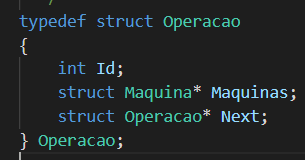 typedef struct Operacao
{
    int Id;
    struct Maquina* Maquinas;
    struct Operacao* Next;
} Operacao;